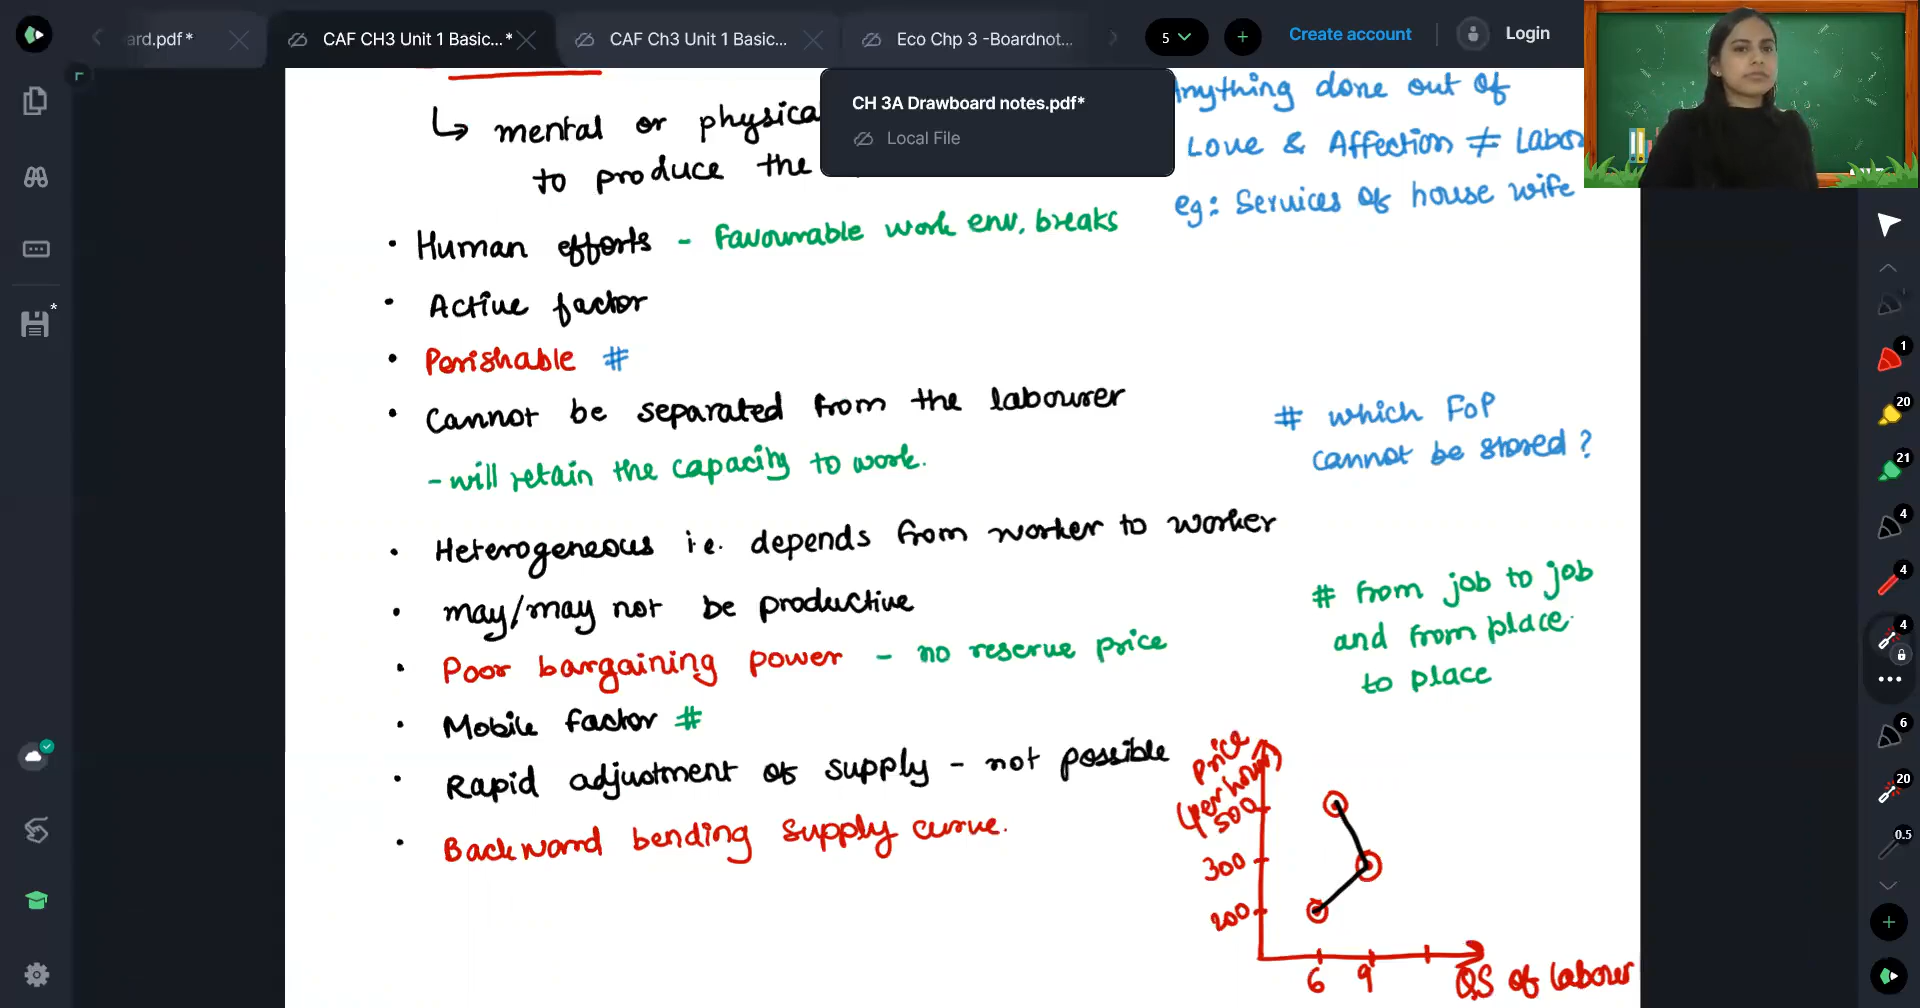 ard.pdf*
CAF CH3 Unit 1 Basic...*
CAF Ch3 Unit 1 Basic...
Eco Chp 3 -Boardnot...
5
Create account
Login
CH 3A Drawboard notes.pdf*
Local File
↳ mental or physica
to produce the
Anything done out of
Love & Affection ≠ Labou
eg: Services of house wife
• Human efforts - favourable work env, breaks
• Active factor
• Perishable #
• Cannot be separated from the labourer
- will retain the capacity to work.
# which FOP
cannot be stored?
• Heterogeneous i.e. depends from worker to worker
• may/may not be productive
• Poor bargaining power - no reserve price
# from job to job
and from place
to place
• Mobile factor #
• Rapid adjustment of supply - not possible
• Backward bending supply curve.
Price
(per hour)
500
300
200
6 9
QS of labour
1
20
21
4
4
4
6
20
0.5